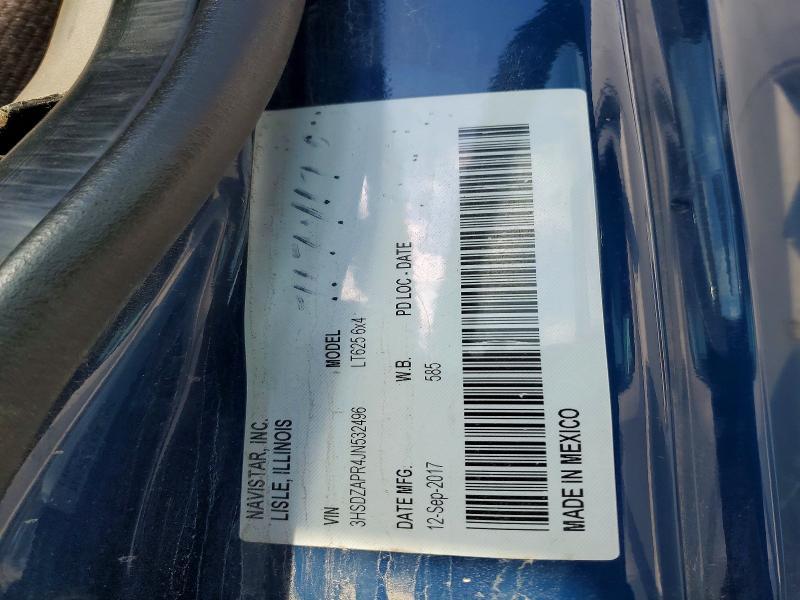 NAVISTAR, INC.
LISLE, ILLINOIS
VIN MODEL
3HSDZAPR4JN532496 LT625 6x4
DATE MFG. W.B. PD LOC - DATE
12-Sep-2017 585
MADE IN MEXICO